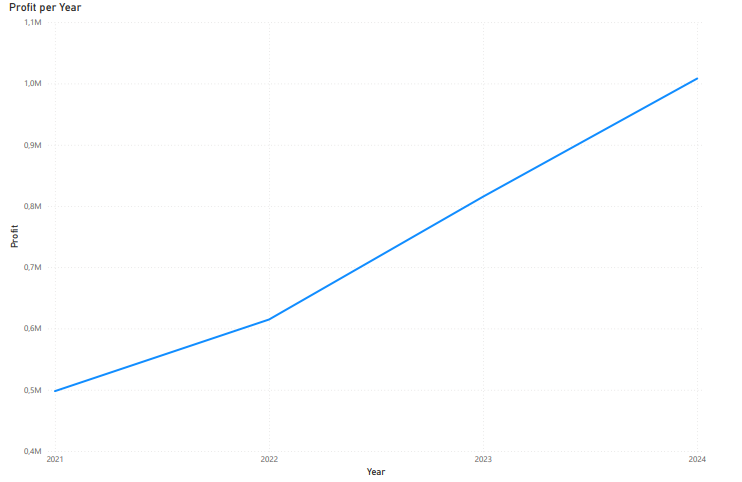 Profit per Year
1,1M
1,0M
0,9M
0,8M
0,7M
0,6M
0,5M
0,4M
Profit
2021
2022
2023
2024
Year